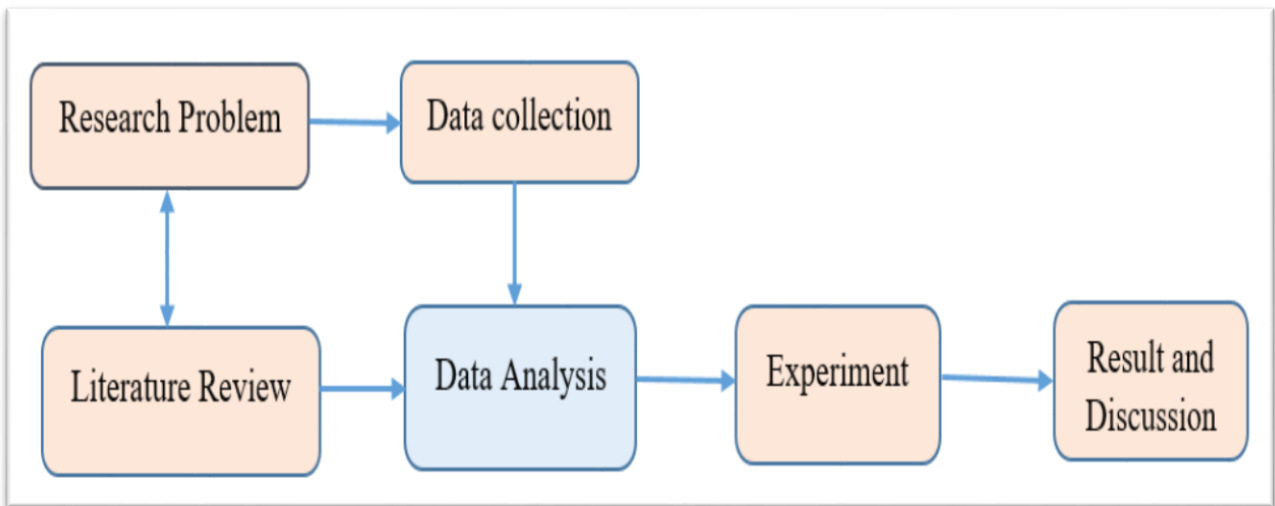 Research Problem
Data collection
Literature Review
Data Analysis
Experiment
Result and
Discussion